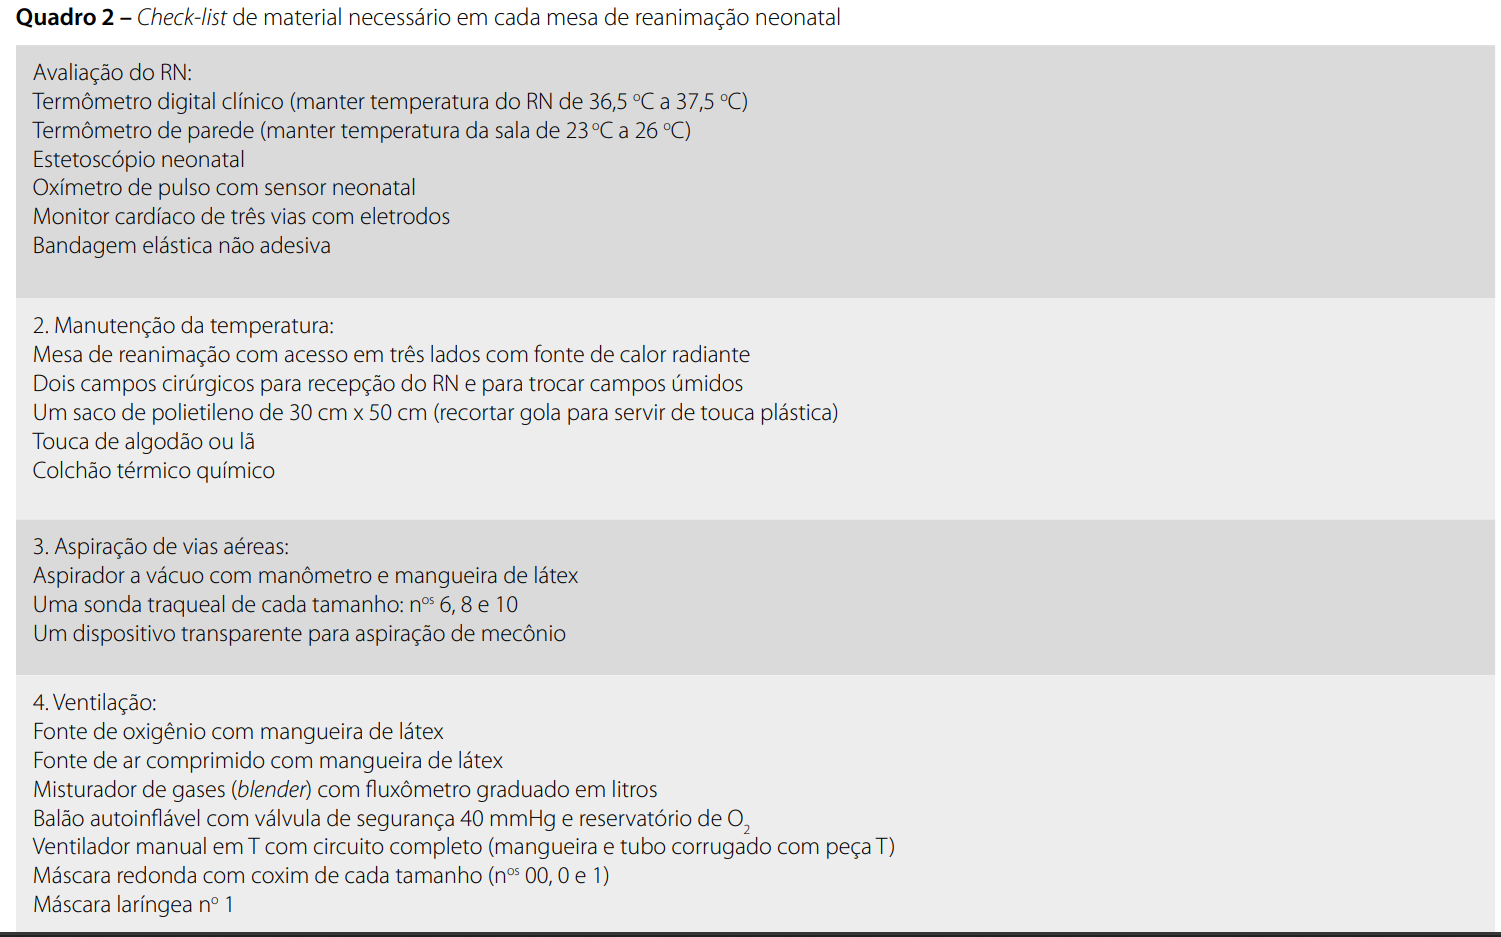 Quadro 2 – Check-list de material necessário em cada mesa de reanimação neonatal
Avaliação do RN:
Termômetro digital clínico (manter temperatura do RN de 36,5 ºC a 37,5 ºC)
Termômetro de parede (manter temperatura da sala de 23 ºC a 26 ºC)
Estetoscópio neonatal
Oxímetro de pulso com sensor neonatal
Monitor cardíaco de três vias com eletrodos
Bandagem elástica não adesiva
2. Manutenção da temperatura:
Mesa de reanimação com acesso em três lados com fonte de calor radiante
Dois campos cirúrgicos para recepção do RN e para trocar campos úmidos
Um saco de polietileno de 30 cm x 50 cm (recortar gola para servir de touca plástica)
Touca de algodão ou lã
Colchão térmico químico
3. Aspiração de vias aéreas:
Aspirador a vácuo com manômetro e mangueira de látex
Uma sonda traqueal de cada tamanho: nºˢ 6, 8 e 10
Um dispositivo transparente para aspiração de mecônio
4. Ventilação:
Fonte de oxigênio com mangueira de látex
Fonte de ar comprimido com mangueira de látex
Misturador de gases (blender) com fluxômetro graduado em litros
Balão autoinflável com válvula de segurança 40 mmHg e reservatório de O₂
Ventilador manual em T com circuito completo (mangueira e tubo corrugado com peça T)
Máscara redonda com coxim de cada tamanho (nºˢ 00, 0 e 1)
Máscara laríngea nº 1